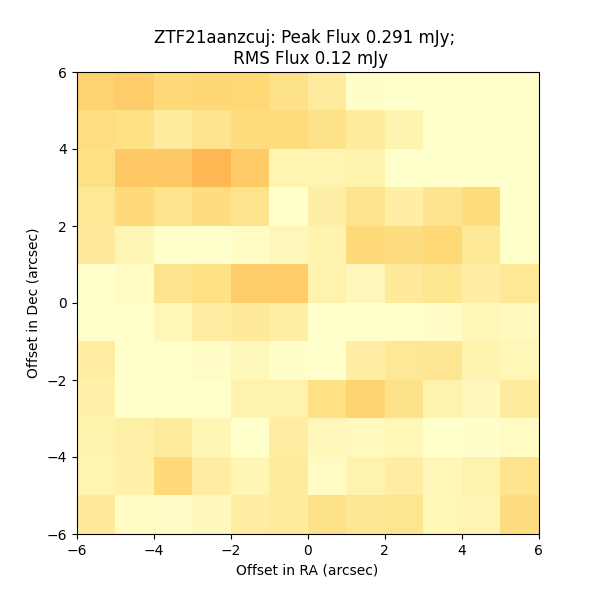 ZTF21aanzcuj: Peak Flux 0.291 mJy;
RMS Flux 0.12 mJy
6
4
2
0
−2
−4
−6
Offset in Dec (arcsec)
−6 −4 −2 0 2 4 6
Offset in RA (arcsec)